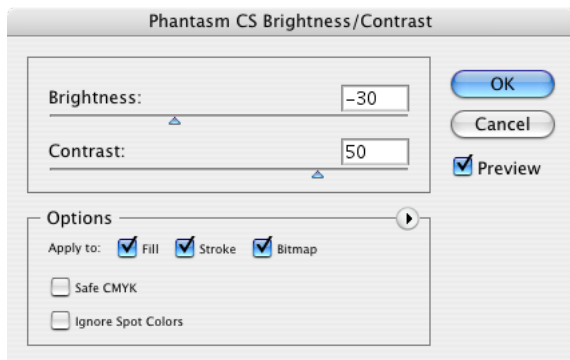 Phantasm CS Brightness/Contrast
Brightness: -30
OK
Cancel
Contrast: 50
Preview
Options
Apply to: Fill Stroke Bitmap
Safe CMYK
Ignore Spot Colors